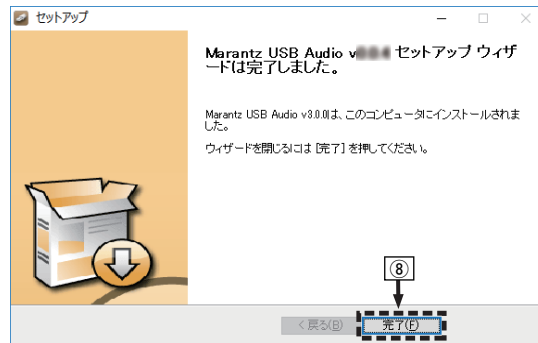 セットアップ
Marantz USB Audio v セットアップ ウィザ
ードは完了しました。
Marantz USB Audio v3.0.0は、このコンピュータにインストールされま
した。
ウィザードを閉じるには [完了] を押してください。
⑧
< 戻る(B)
完了(F)